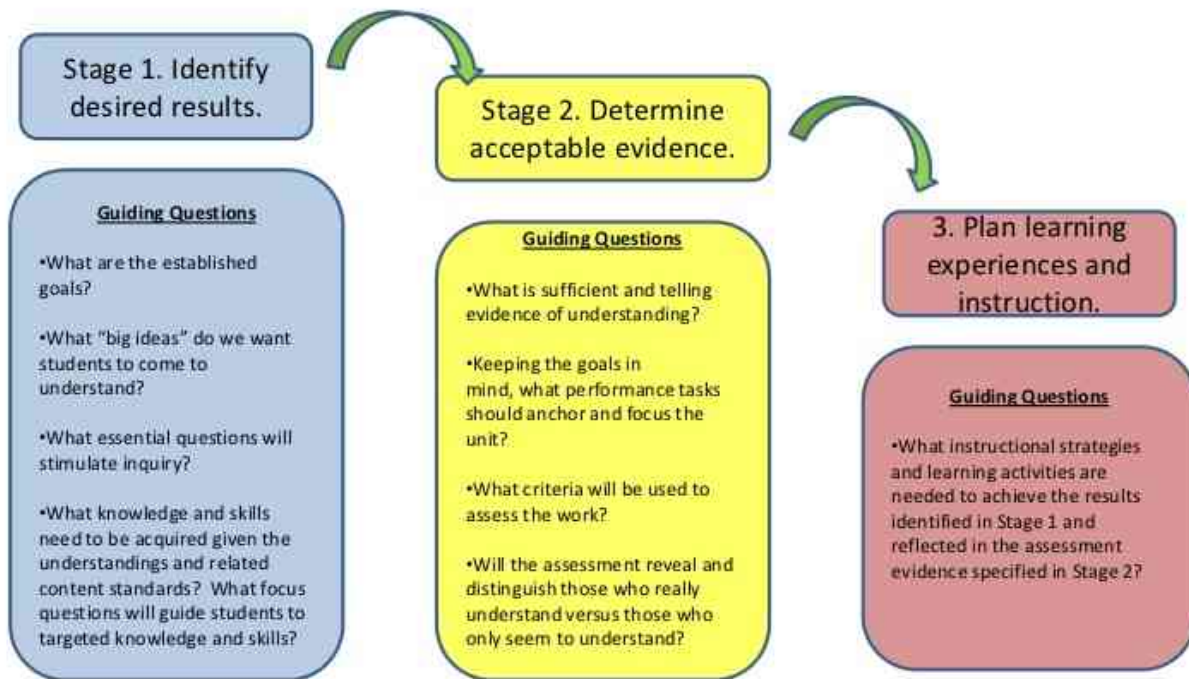 Stage 1. Identify
desired results.
Guiding Questions
•What are the established
goals?
•What “big ideas” do we want
students to come to
understand?
•What essential questions will
stimulate inquiry?
•What knowledge and skills
need to be acquired given the
understandings and related
content standards?  What focus
questions will guide students to
targeted knowledge and skills?
Stage 2. Determine
acceptable evidence.
Guiding Questions
•What is sufficient and telling
evidence of understanding?
•Keeping the goals in
mind, what performance tasks
should anchor and focus the
unit?
•What criteria will be used to
assess the work?
•Will the assessment reveal and
distinguish those who really
understand versus those who
only seem to understand?
3. Plan learning
experiences and
instruction.
Guiding Questions
•What instructional strategies
and learning activities are
needed to achieve the results
identified in Stage 1 and
reflected in the assessment
evidence specified in Stage 2?